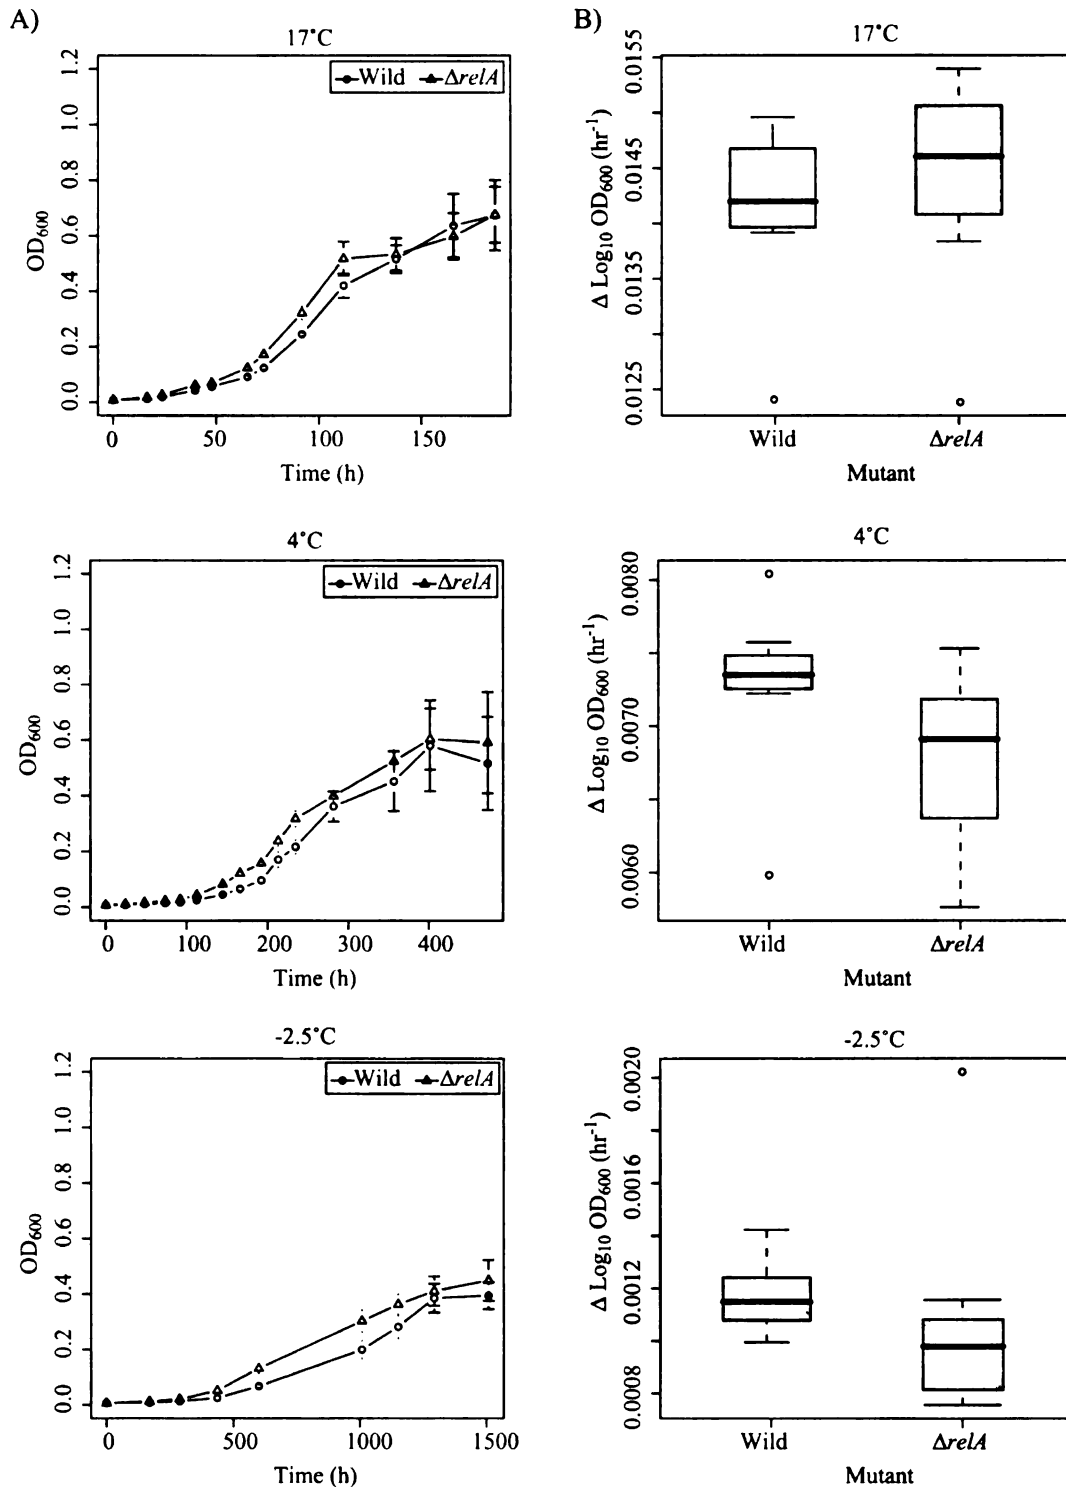 A)
17°C
Wild ΔrelA
1.2
1.0
0.8
0.6
0.4
0.2
0.0
OD600
0 50 100 150
Time (h)
B)
17°C
0.0155
0.0145
0.0135
0.0125
Δ Log10 OD600 (hr-1)
Wild ΔrelA
Mutant
4°C
Wild ΔrelA
1.2
1.0
0.8
0.6
0.4
0.2
0.0
OD600
0 100 200 300 400
Time (h)
4°C
0.0080
0.0070
0.0060
Δ Log10 OD600 (hr-1)
Wild ΔrelA
Mutant
-2.5°C
Wild ΔrelA
1.2
1.0
0.8
0.6
0.4
0.2
0.0
OD600
0 500 1000 1500
Time (h)
-2.5°C
0.0020
0.0016
0.0012
0.0008
Δ Log10 OD600 (hr-1)
Wild ΔrelA
Mutant